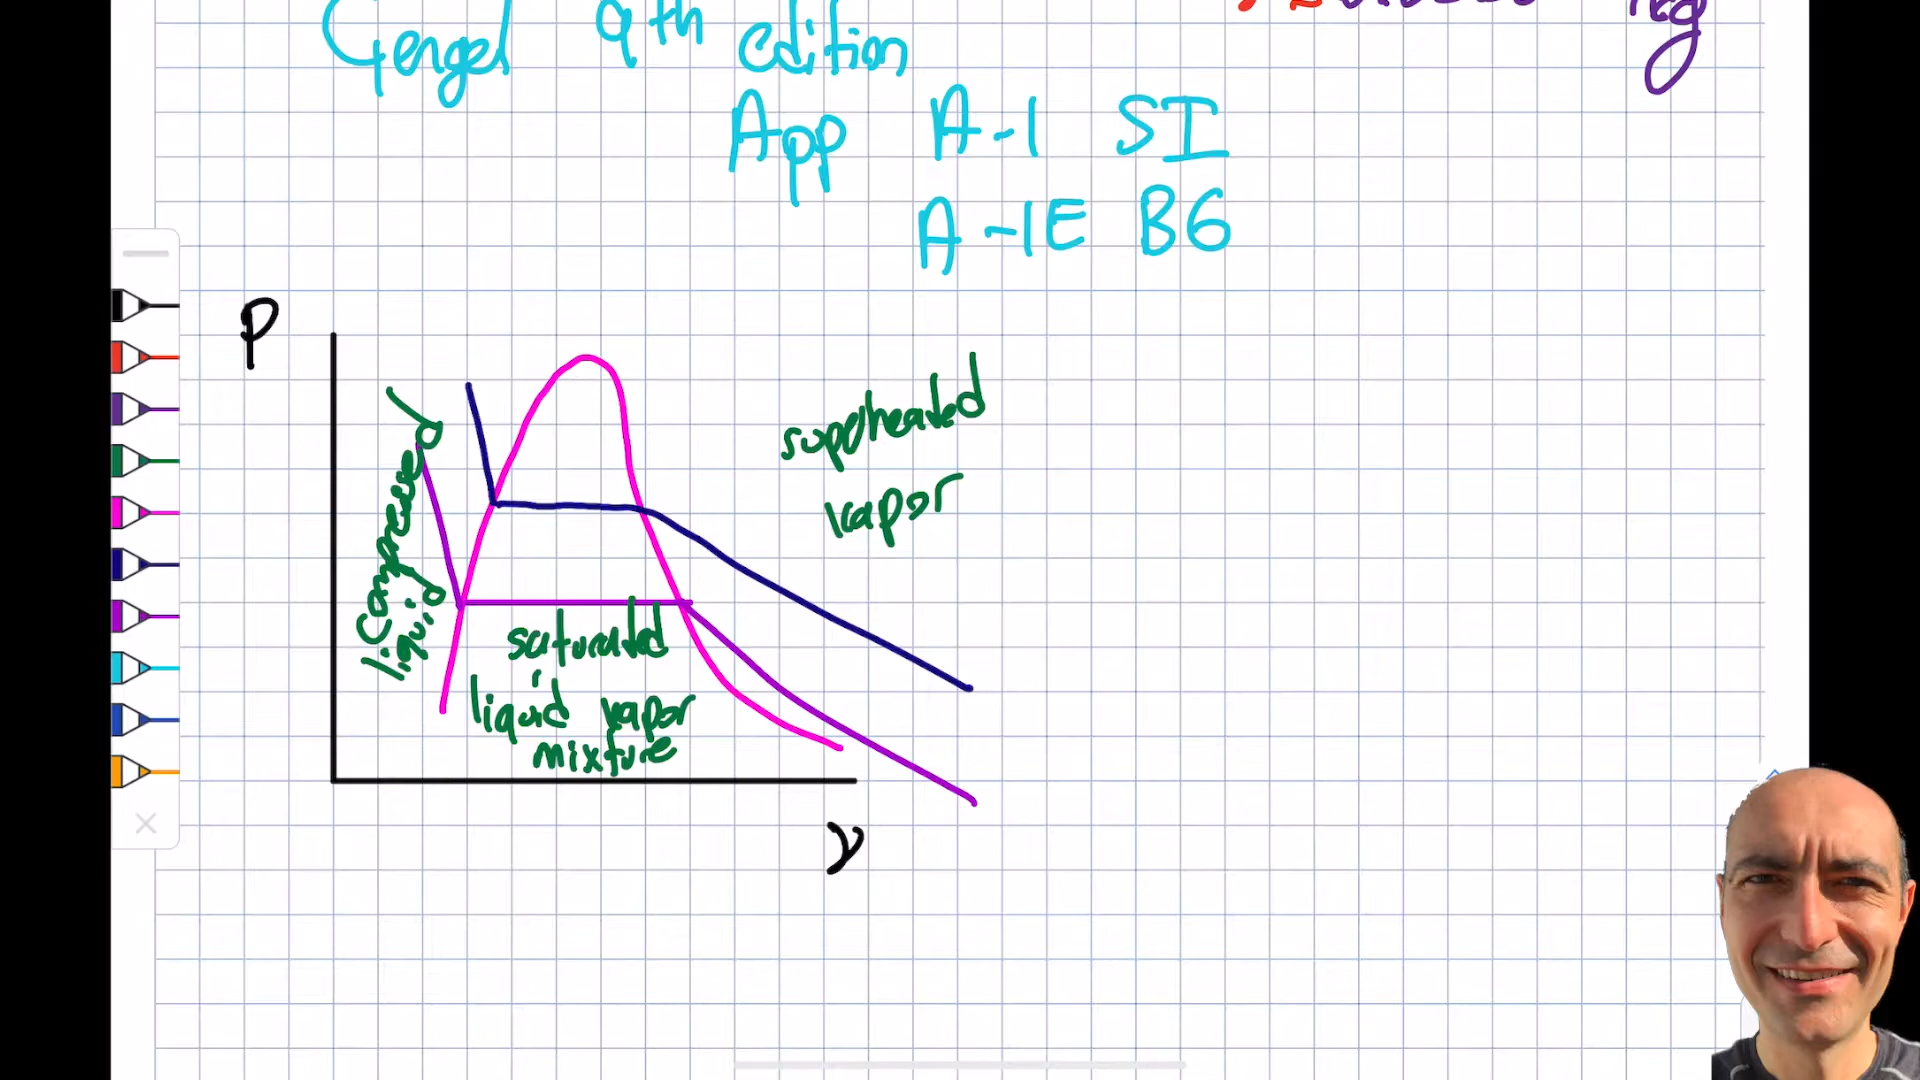 Cengel 9th edition
App A-1 SI
A-1E BG
P
superheated
vapor
Compressed
liquid
saturated
liquid vapor
mixture
ν